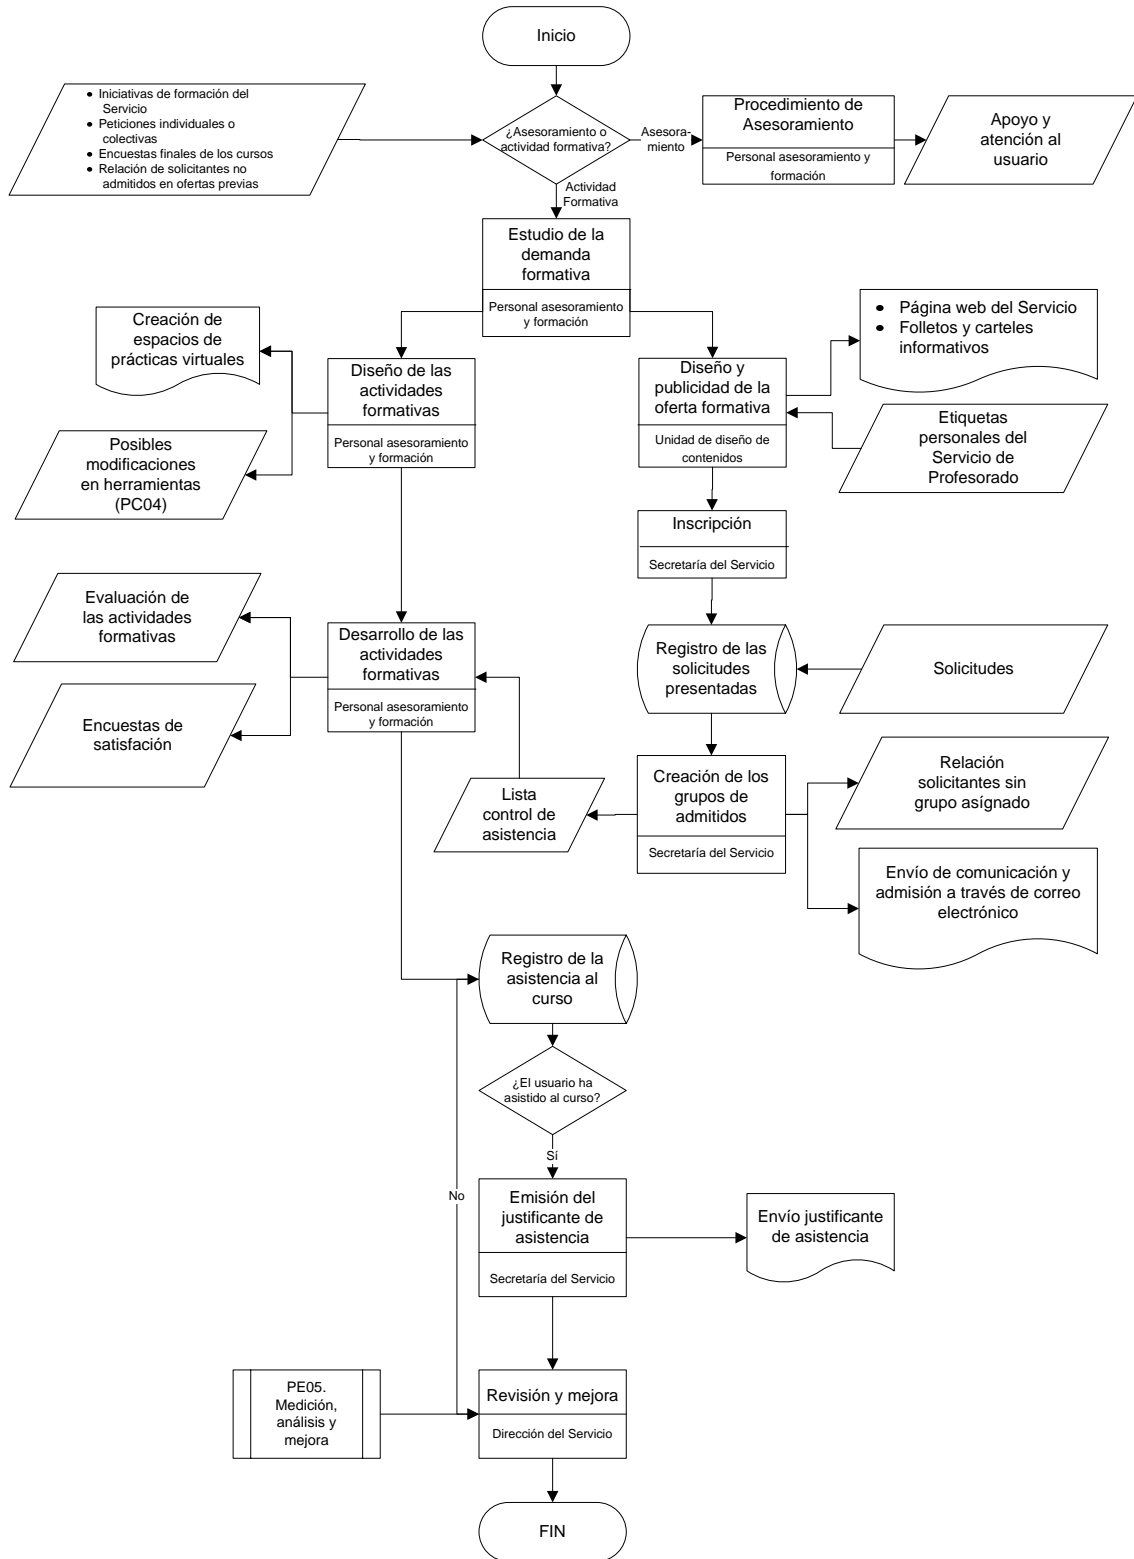 Inicio
• Iniciativas de formación del
Servicio
• Peticiones individuales o
colectivas
• Encuestas finales de los cursos
• Relación de solicitantes no
admitidos en ofertas previas
¿Asesoramiento o
actividad formativa?
Asesora-
miento
Procedimiento de
Asesoramiento
Personal asesoramiento y
formación
Apoyo y
atención al
usuario
Actividad
Formativa
Estudio de la
demanda
formativa
Personal asesoramiento
y formación
Creación de
espacios de
prácticas virtuales
Diseño de las
actividades
formativas
Personal asesoramiento
y formación
Posibles
modificaciones
en herramientas
(PC04)
Diseño y
publicidad de la
oferta formativa
Unidad de diseño de
contenidos
• Página web del Servicio
• Folletos y carteles
informativos
Etiquetas
personales del
Servicio de
Profesorado
Inscripción
Secretaría del Servicio
Evaluación de
las actividades
formativas
Desarrollo de las
actividades
formativas
Personal asesoramiento
y formación
Encuestas de
satisfacción
Registro de las
solicitudes
presentadas
Solicitudes
Lista
control de
asistencia
Creación de los
grupos de
admitidos
Secretaría del Servicio
Relación
solicitantes sin
grupo asígnado
Envío de comunicación y
admisión a través de correo
electrónico
Registro de la
asistencia al
curso
¿El usuario ha
asistido al curso?
Sí
No
Emisión del
justificante de
asistencia
Secretaría del Servicio
Envío justificante
de asistencia
PE05.
Medición,
análisis y
mejora
Revisión y mejora
Dirección del Servicio
FIN